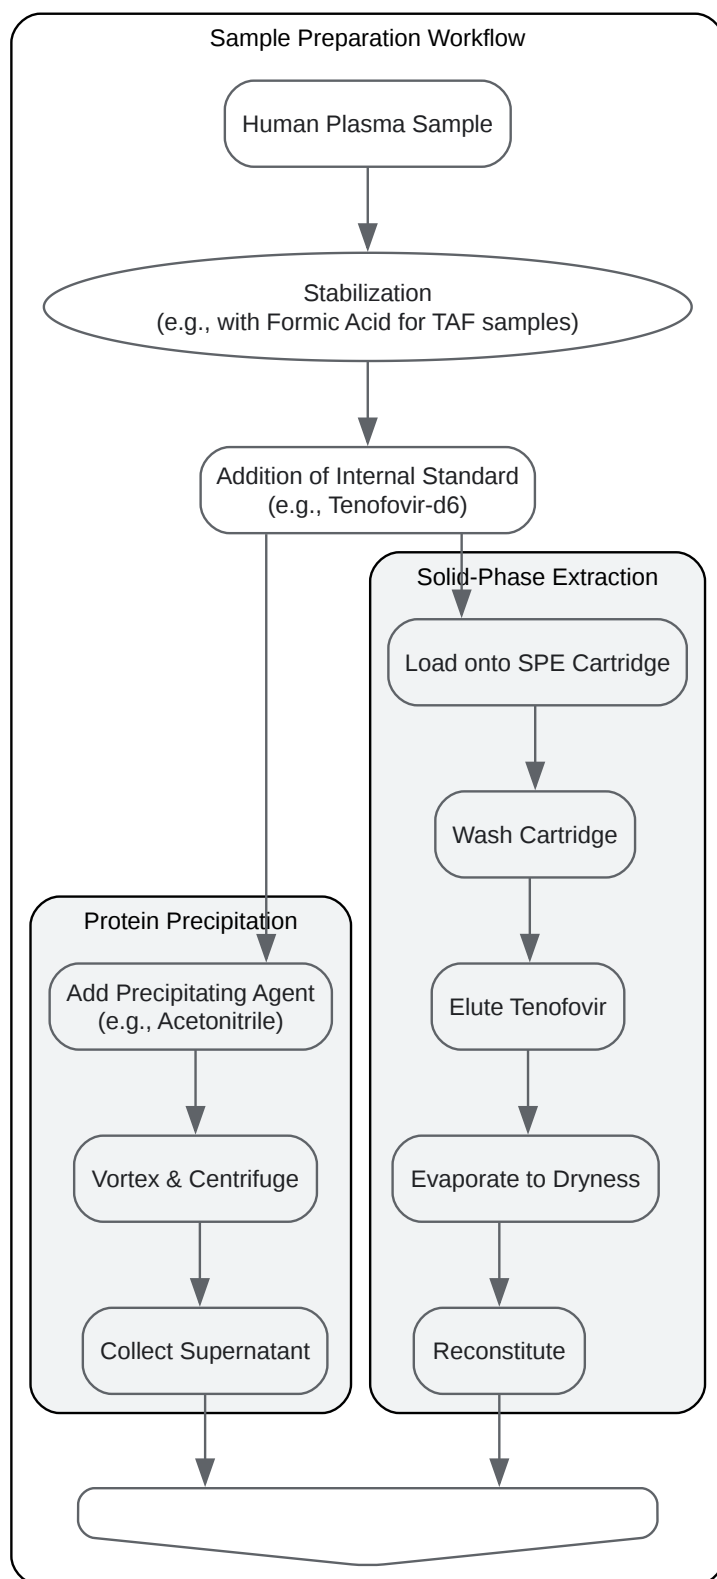 Sample Preparation Workflow
Human Plasma Sample
Stabilization
(e.g., with Formic Acid for TAF samples)
Addition of Internal Standard
(e.g., Tenofovir-d6)
Solid-Phase Extraction
Load onto SPE Cartridge
Wash Cartridge
Elute Tenofovir
Evaporate to Dryness
Reconstitute
Protein Precipitation
Add Precipitating Agent
(e.g., Acetonitrile)
Vortex & Centrifuge
Collect Supernatant